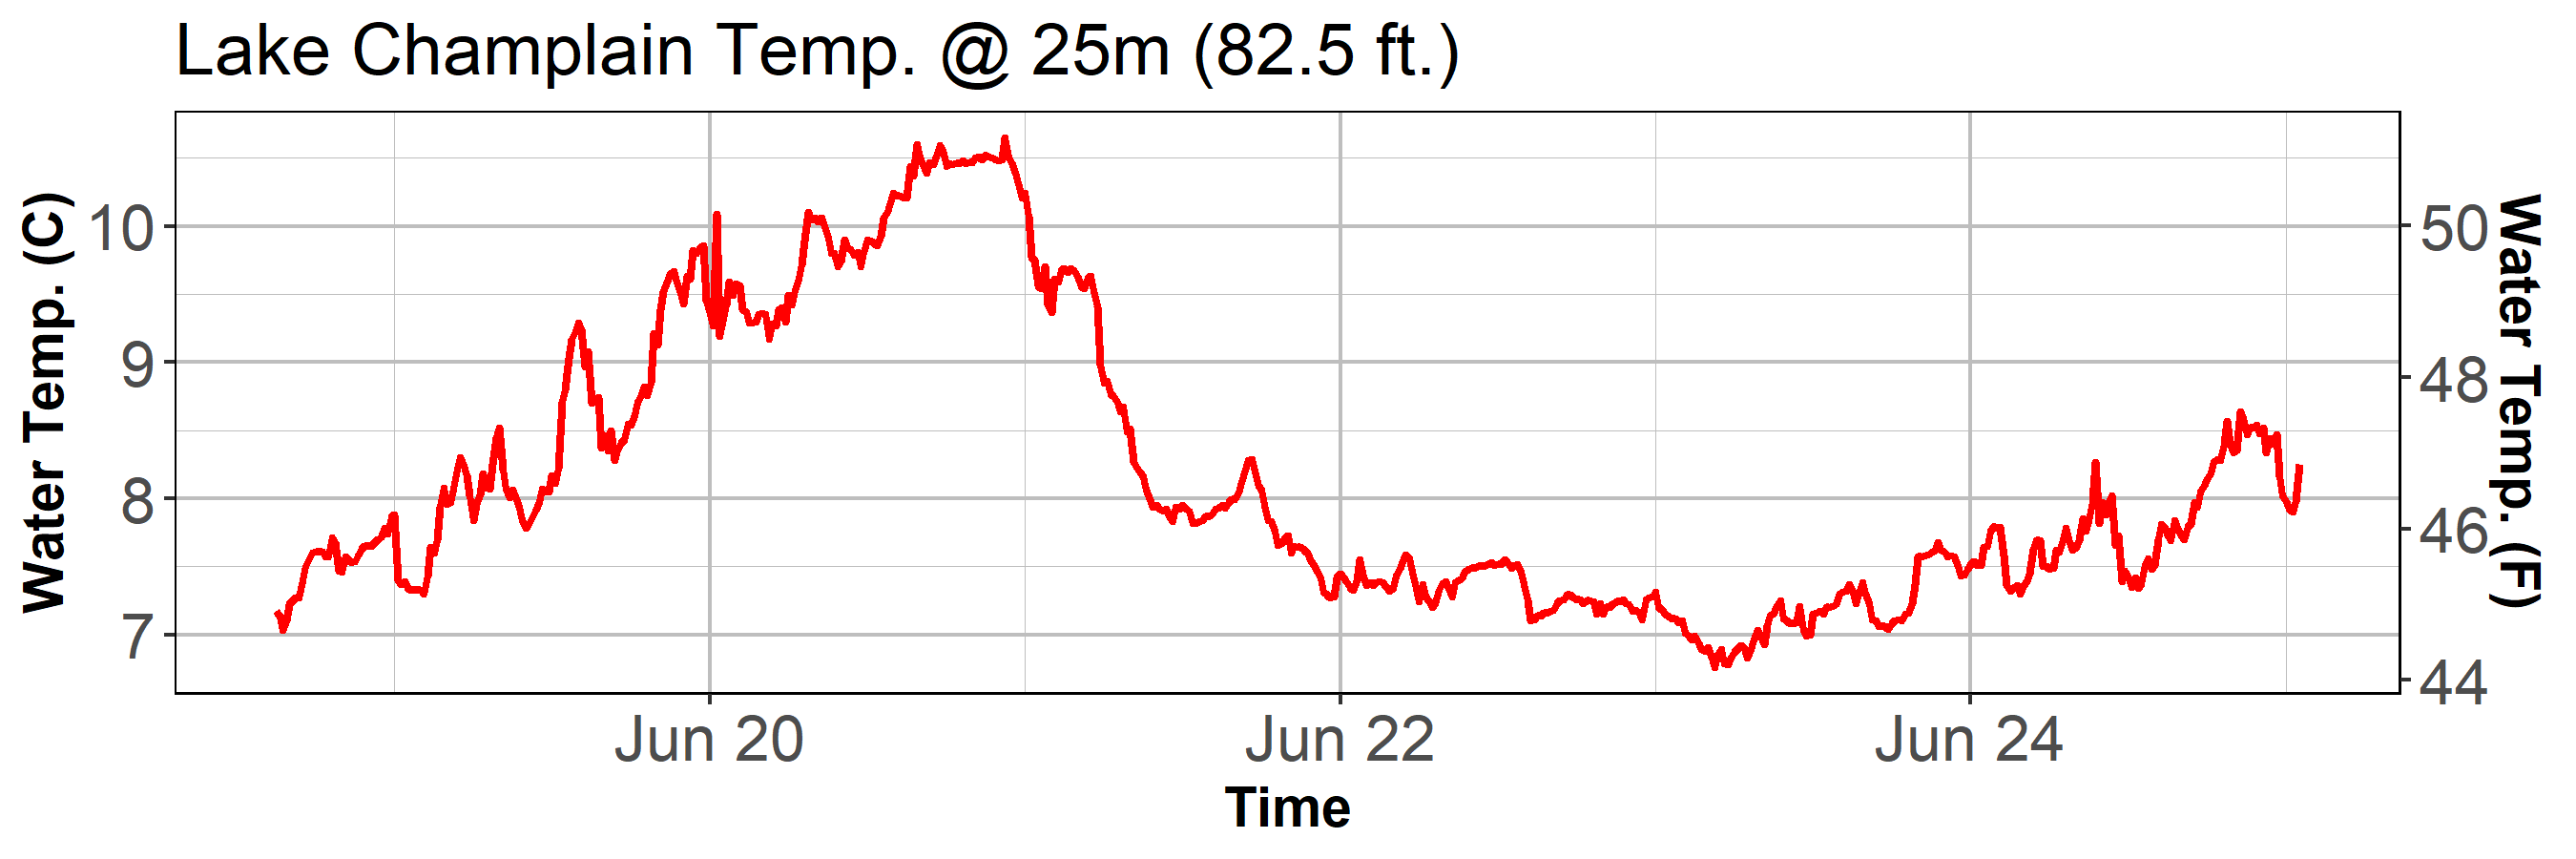 Lake Champlain Temp. @ 25m (82.5 ft.)
Water Temp. (C)
10
9
8
7
50
48
46
44
Water Temp. (F)
Jun 20
Jun 22
Jun 24
Time